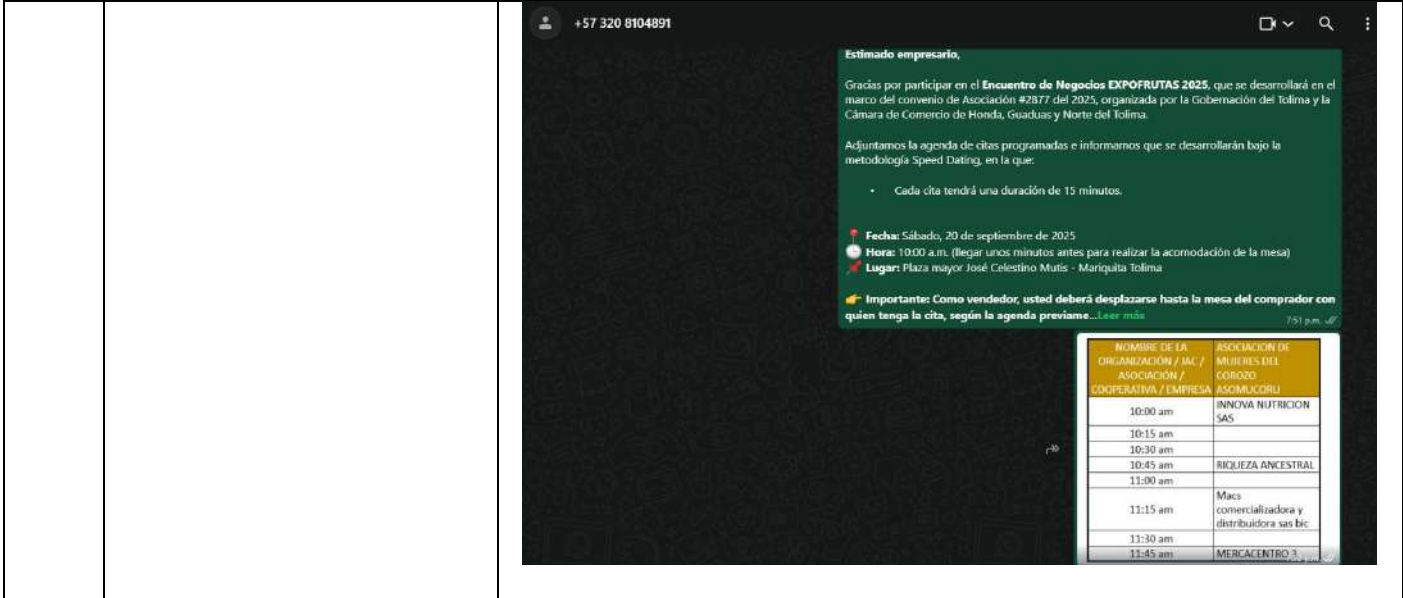 +57 320 8104891
Estimado empresario,
Gracias por participar en el Encuentro de Negocios EXPOFRUTAS 2025, que se desarrollará en el
marco del convenio de Asociación #2877 del 2025, organizada por la Gobernación del Tolima y la
Cámara de Comercio de Honda, Guaduas y Norte del Tolima.
Adjuntamos la agenda de citas programadas e informamos que se desarrollarán bajo la
metodología Speed Dating, en la que:
• Cada cita tendrá una duración de 15 minutos.
📍 Fecha: Sábado, 20 de septiembre de 2025
🕒 Hora: 10:00 a.m. (llegar unos minutos antes para realizar la acomodación de la mesa)
📌 Lugar: Plaza mayor José Celestino Mutis - Mariquita Tolima
👉 Importante: Como vendedor, usted deberá desplazarse hasta la mesa del comprador con
quien tenga la cita, según la agenda previame...Leer más
7:51 p.m.
NOMBRE DE LA ASOCIACION DE
ORGANIZACIÓN / JAC / MUJERES DEL
ASOCIACIÓN / COROZO
COOPERATIVA / EMPRESA ASOMUCORU
10:00 am INNOVA NUTRICION
SAS
10:15 am
10:30 am
10:45 am RIQUEZA ANCESTRAL
11:00 am
Macs
11:15 am comercializadora y
distribuidora sas bic
11:30 am
11:45 am MERCACENTRO 3